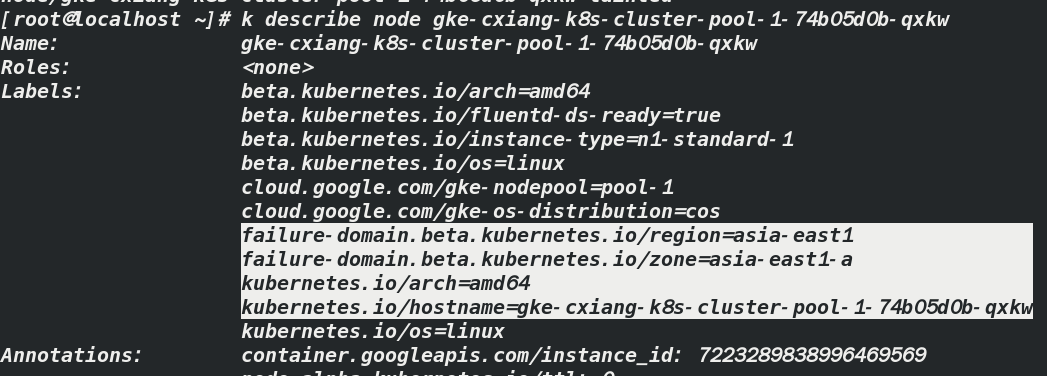 [root@localhost ~]# k describe node gke-cxiang-k8s-cluster-pool-1-74b05d0b-qxkw
Name: gke-cxiang-k8s-cluster-pool-1-74b05d0b-qxkw
Roles: <none>
Labels: beta.kubernetes.io/arch=amd64
beta.kubernetes.io/fluentd-ds-ready=true
beta.kubernetes.io/instance-type=n1-standard-1
beta.kubernetes.io/os=linux
cloud.google.com/gke-nodepool=pool-1
cloud.google.com/gke-os-distribution=cos
failure-domain.beta.kubernetes.io/region=asia-east1
failure-domain.beta.kubernetes.io/zone=asia-east1-a
kubernetes.io/arch=amd64
kubernetes.io/hostname=gke-cxiang-k8s-cluster-pool-1-74b05d0b-qxkw
kubernetes.io/os=linux
Annotations: container.googleapis.com/instance_id: 7223289838996469569